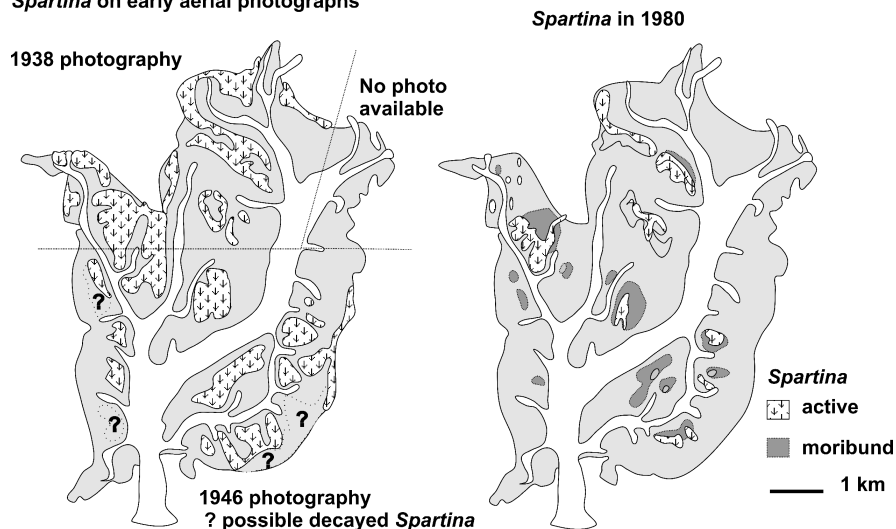 Spartina on early aerial photographs
Spartina in 1980
1938 photography
No photo
available
?
?
?
?
1946 photography
? possible decayed Spartina
Spartina
active
moribund
1 km